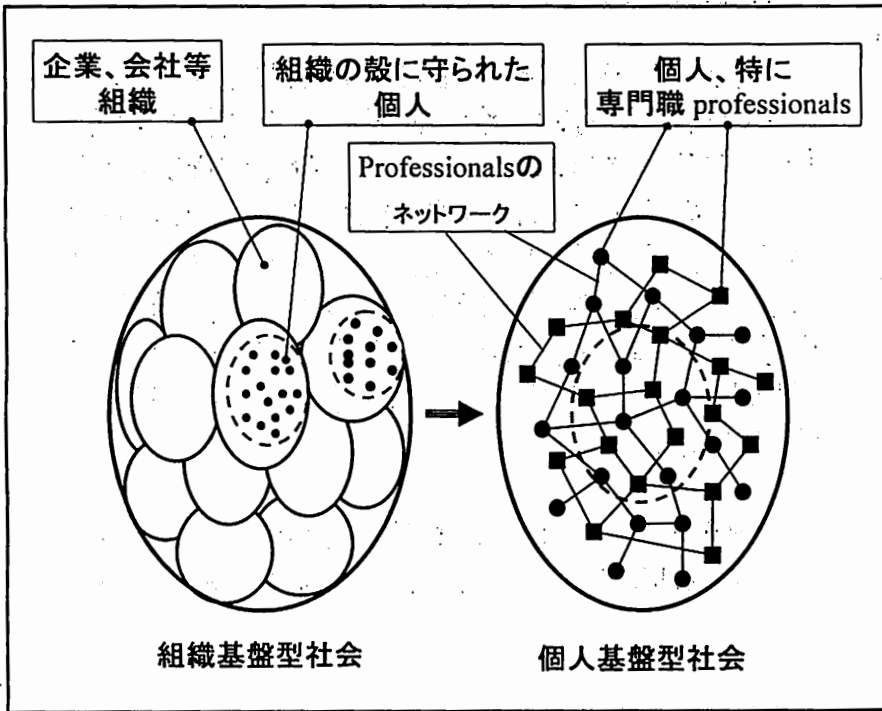 企業、会社等
組織
組織の殻に守られた
個人
個人、特に
専門職 professionals
Professionalsの
ネットワーク
組織基盤型社会
個人基盤型社会